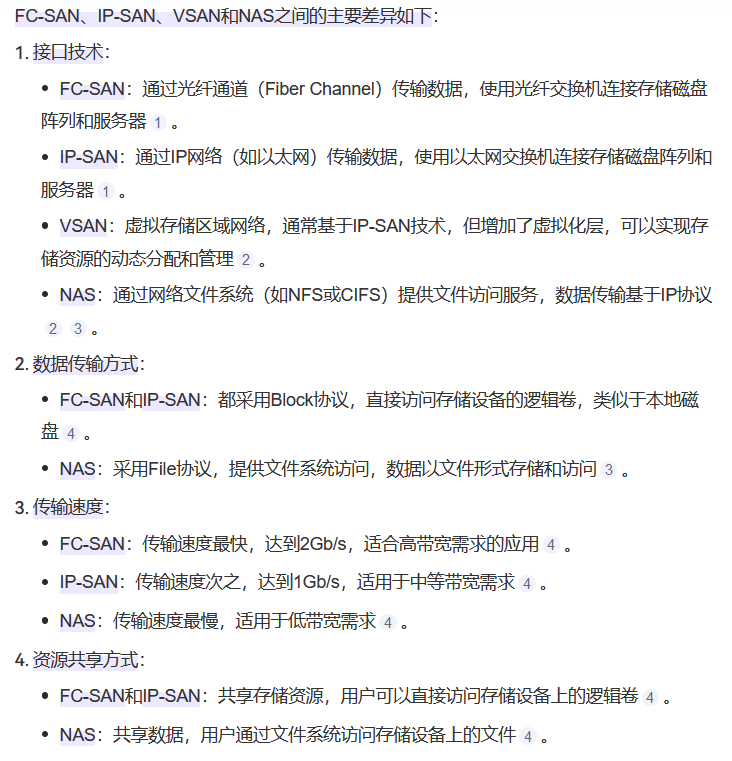 FC-SAN、IP-SAN、VSAN和NAS之间的主要差异如下：
1. 接口技术：
• FC-SAN：通过光纤通道（Fiber Channel）传输数据，使用光纤交换机连接存储磁盘
阵列和服务器 1 。
• IP-SAN：通过IP网络（如以太网）传输数据，使用以太网交换机连接存储磁盘阵列和
服务器 1 。
• VSAN：虚拟存储区域网络，通常基于IP-SAN技术，但增加了虚拟化层，可以实现存
储资源的动态分配和管理 2 。
• NAS：通过网络文件系统（如NFS或CIFS）提供文件访问服务，数据传输基于IP协议
2 3 。
2. 数据传输方式：
• FC-SAN和IP-SAN：都采用Block协议，直接访问存储设备的逻辑卷，类似于本地磁
盘 4 。
• NAS：采用File协议，提供文件系统访问，数据以文件形式存储和访问 3 。
3. 传输速度：
• FC-SAN：传输速度最快，达到2Gb/s，适合高带宽需求的应用 4 。
• IP-SAN：传输速度次之，达到1Gb/s，适用于中等带宽需求 4 。
• NAS：传输速度最慢，适用于低带宽需求 4 。
4. 资源共享方式：
• FC-SAN和IP-SAN：共享存储资源，用户可以直接访问存储设备上的逻辑卷 4 。
• NAS：共享数据，用户通过文件系统访问存储设备上的文件 4 。